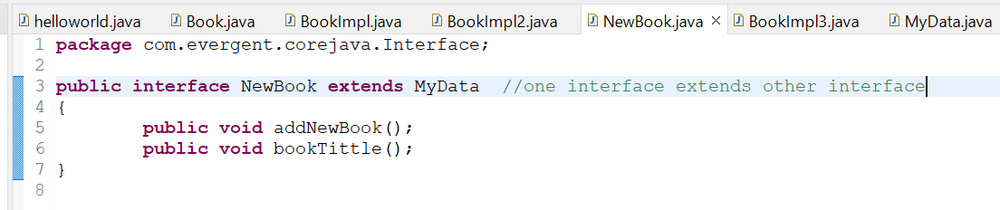 helloworld.java Book.java BookImpl.java BookImpl2.java NewBook.java BookImpl3.java MyData.java
1 package com.evergent.corejava.Interface;
2
3 public interface NewBook extends MyData //one interface extends other interface
4 {
5 public void addNewBook();
6 public void bookTittle();
7 }
8